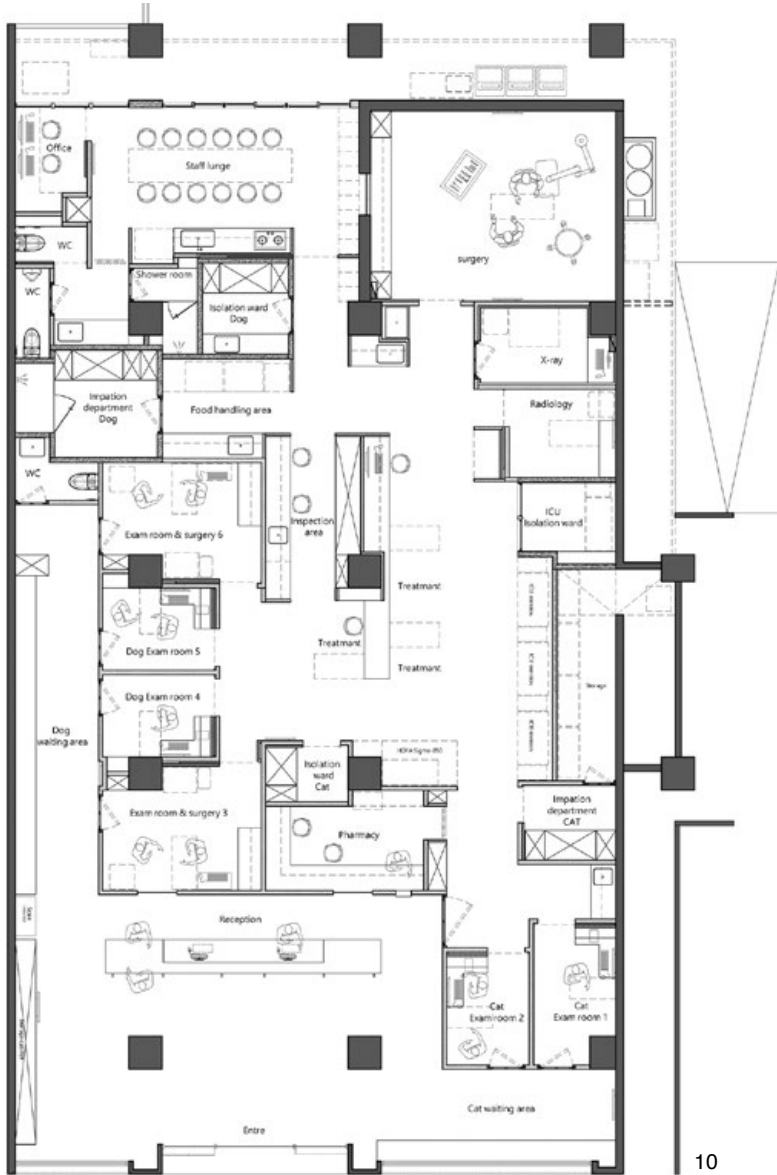 Office
Staff lunge
WC
surgery
WC
Shower room
Isolation ward
Dog
X-ray
Impation
department
Dog
Food handling area
Radiology
WC
ICU
Isolation ward
Inspection
area
Exam room & surgery 6
Treatmant
Dog Exam room 5
Treatmant
Treatmant
Storage
Dog Exam room 4
Dog
waiting area
Isolation
ward
Cat
Exam room & surgery 3
Impation
department
CAT
Pharmacy
Reception
Cat
Examroom 2
Cat
Exam room 1
Cat waiting area
Entre
10